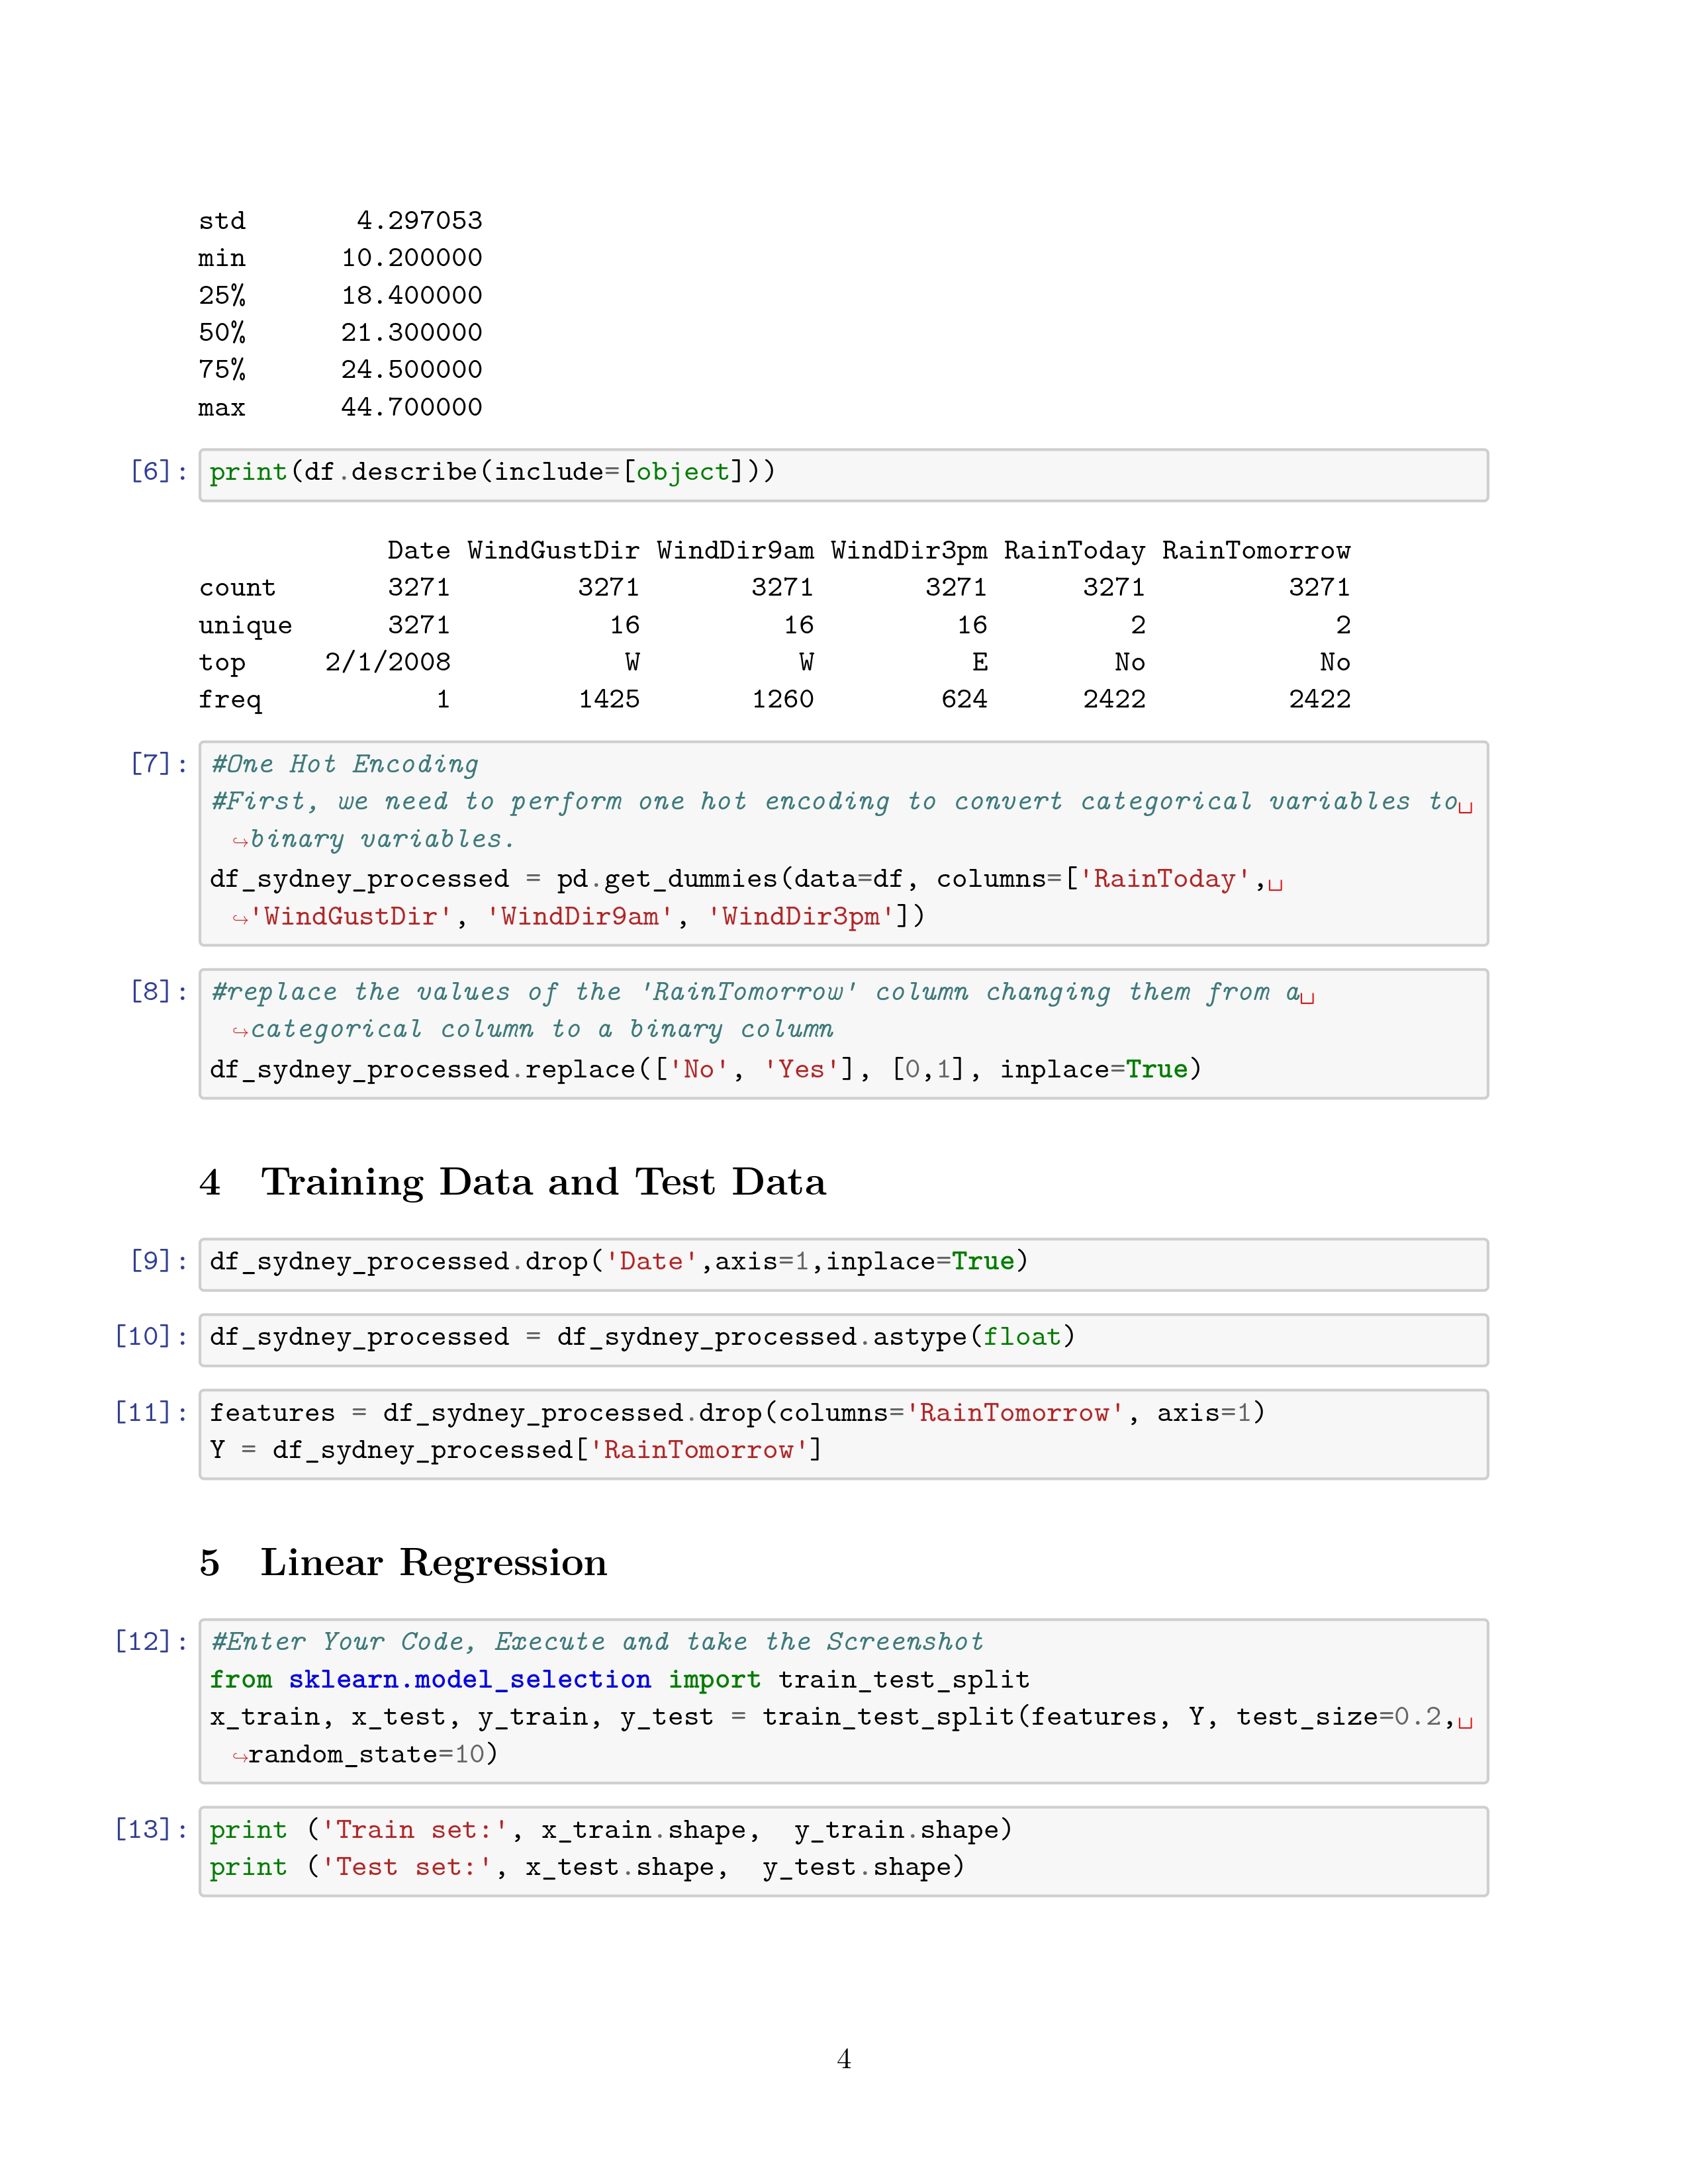 std       4.297053
min      10.200000
25%      18.400000
50%      21.300000
75%      24.500000
max      44.700000
[6]: print(df.describe(include=[object]))
            Date WindGustDir WindDir9am WindDir3pm RainToday RainTomorrow
count       3271        3271       3271       3271      3271         3271
unique      3271          16         16         16         2            2
top     2/1/2008           W          W          E        No           No
freq           1        1425       1260        624      2422         2422
[7]: #One Hot Encoding
#First, we need to perform one hot encoding to convert categorical variables to␣
↪binary variables.
df_sydney_processed = pd.get_dummies(data=df, columns=['RainToday',␣
↪'WindGustDir', 'WindDir9am', 'WindDir3pm'])
[8]: #replace the values of the 'RainTomorrow' column changing them from a␣
↪categorical column to a binary column
df_sydney_processed.replace(['No', 'Yes'], [0,1], inplace=True)
4 Training Data and Test Data
[9]: df_sydney_processed.drop('Date',axis=1,inplace=True)
[10]: df_sydney_processed = df_sydney_processed.astype(float)
[11]: features = df_sydney_processed.drop(columns='RainTomorrow', axis=1)
Y = df_sydney_processed['RainTomorrow']
5 Linear Regression
[12]: #Enter Your Code, Execute and take the Screenshot
from sklearn.model_selection import train_test_split
x_train, x_test, y_train, y_test = train_test_split(features, Y, test_size=0.2,␣
↪random_state=10)
[13]: print ('Train set:', x_train.shape,  y_train.shape)
print ('Test set:', x_test.shape,  y_test.shape)
4